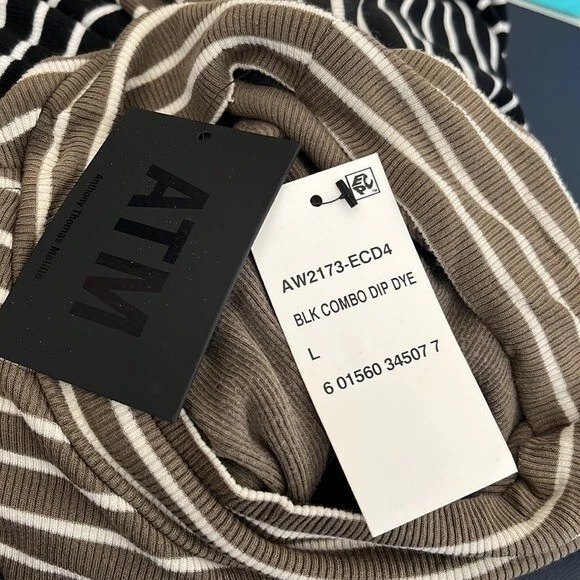 ATM
Anthony Thomas Melillo
AW2173-ECD4
BLK COMBO DIP DYE
L
6 01560 34507 7